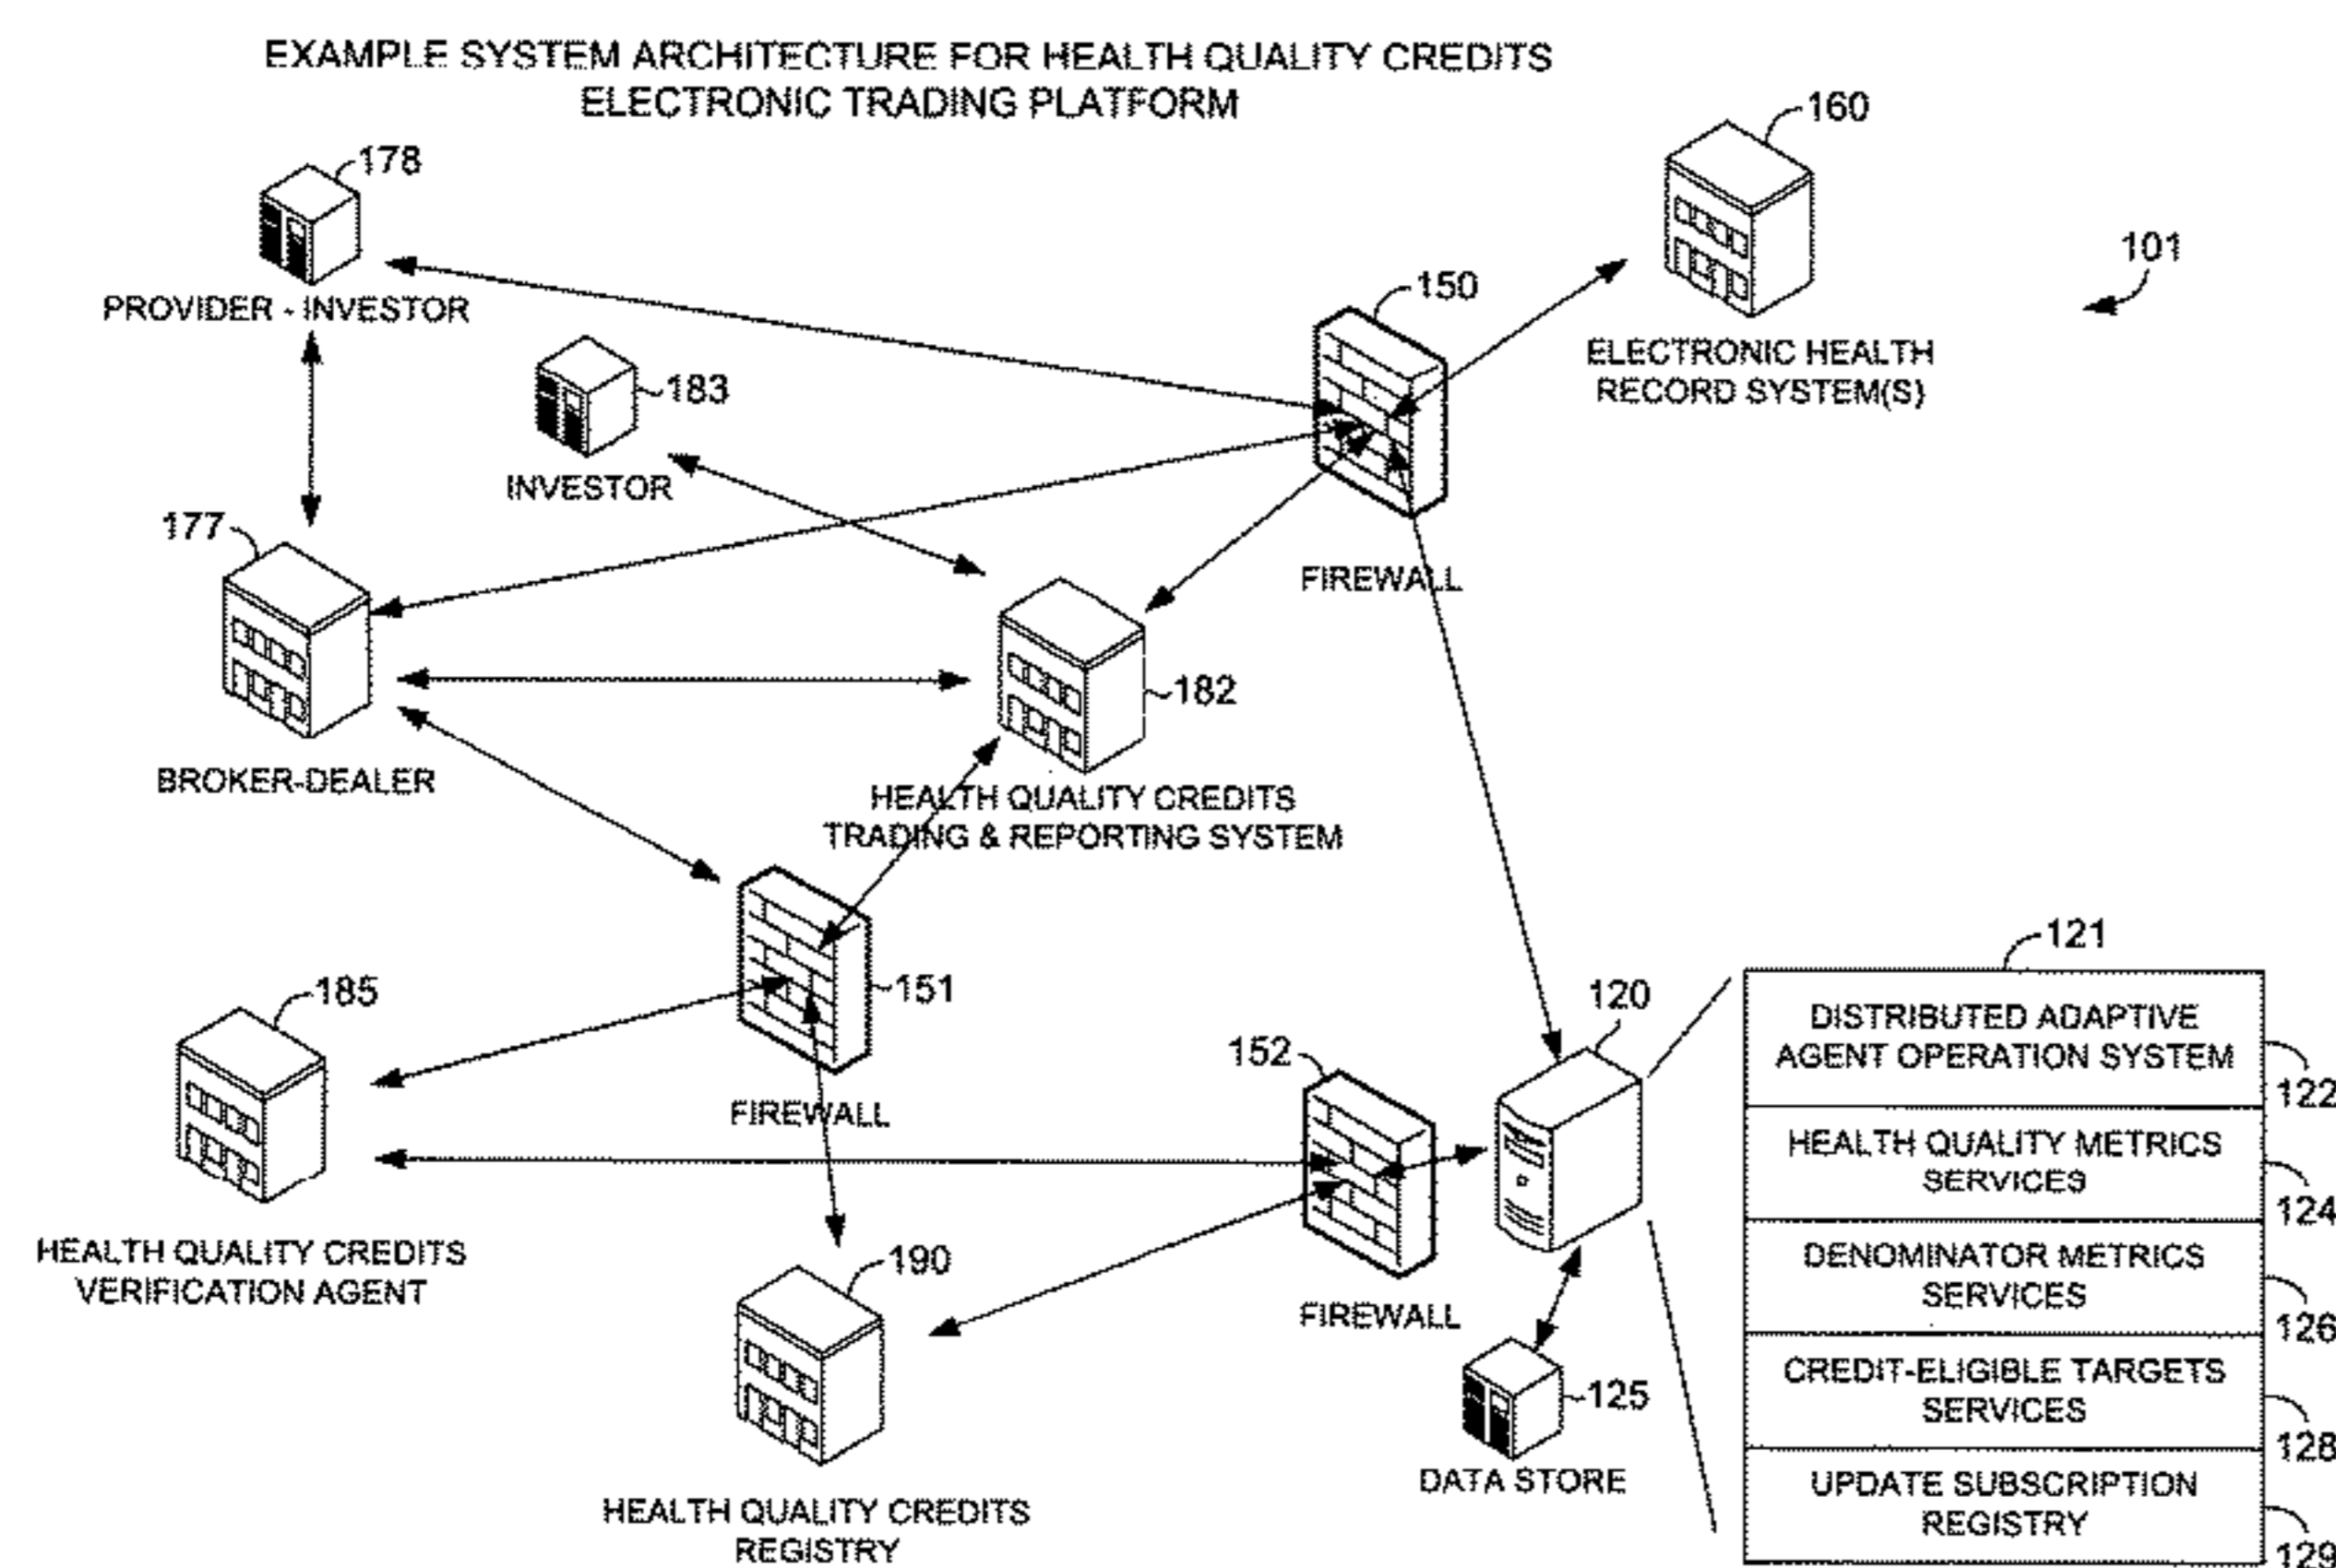 EXAMPLE SYSTEM ARCHITECTURE FOR HEALTH QUALITY CREDITS
ELECTRONIC TRADING PLATFORM
160
178
101
PROVIDER - INVESTOR
150
ELECTRONIC HEALTH
RECORD SYSTEM(S)
183
INVESTOR
177
FIREWALL
182
BROKER-DEALER
HEALTH QUALITY CREDITS
TRADING & REPORTING SYSTEM
151
FIREWALL
185
HEALTH QUALITY CREDITS
VERIFICATION AGENT
190
HEALTH QUALITY CREDITS
REGISTRY
152
FIREWALL
120
125
DATA STORE
121
DISTRIBUTED ADAPTIVE
AGENT OPERATION SYSTEM
122
HEALTH QUALITY METRICS
SERVICES
124
DENOMINATOR METRICS
SERVICES
126
CREDIT-ELIGIBLE TARGETS
SERVICES
128
UPDATE SUBSCRIPTION
REGISTRY
129